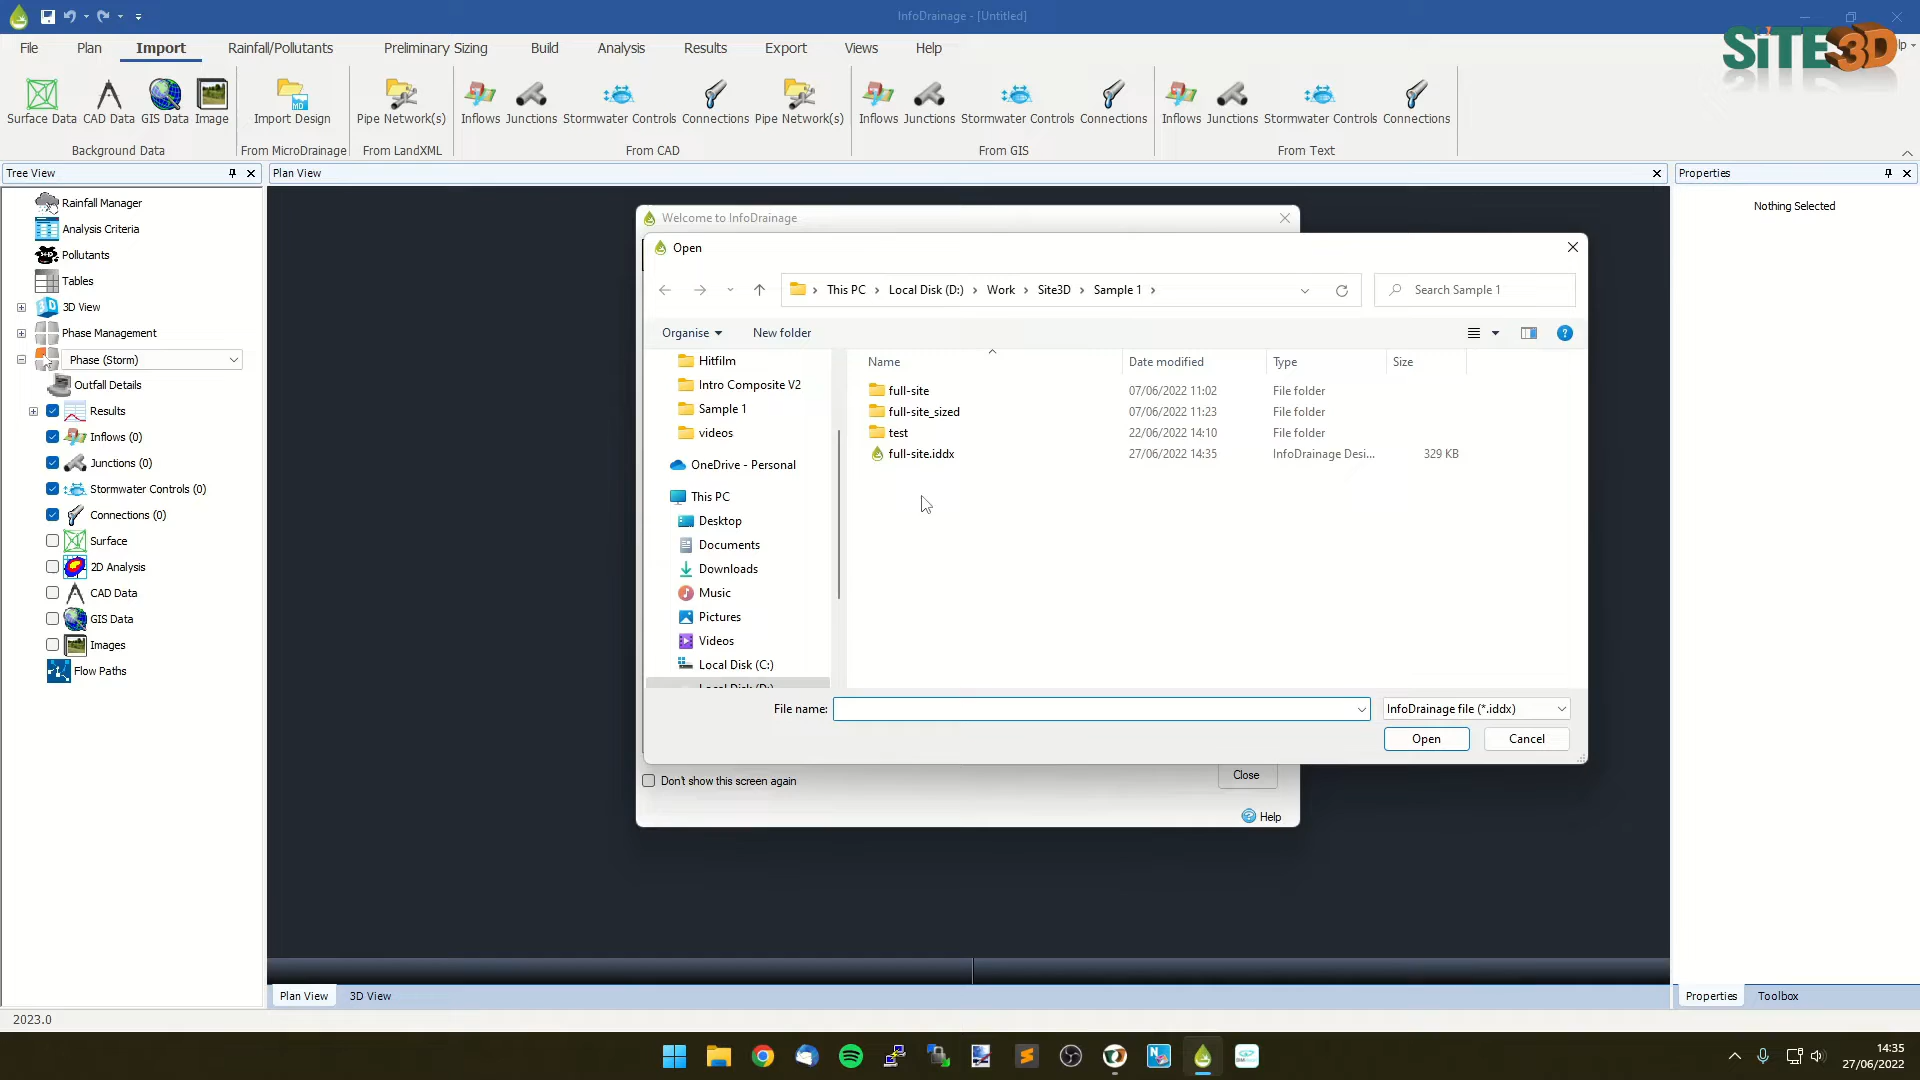 InfoDrainage - [Untitled]
File Plan Import Rainfall/Pollutants Preliminary Sizing Build Analysis Results Export Views Help
SiTE3D
Surface Data CAD Data GIS Data Image Import Design Pipe Network(s) Inflows Junctions Stormwater Controls Connections Pipe Network(s) Inflows Junctions Stormwater Controls Connections Inflows Junctions Stormwater Controls Connections
Background Data From MicroDrainage From LandXML From CAD From GIS From Text
Tree View Plan View Properties
Nothing Selected
Rainfall Manager
Analysis Criteria
Pollutants
Tables
3D View
Phase Management
Phase (Storm)
Outfall Details
Results
Inflows (0)
Junctions (0)
Stormwater Controls (0)
Connections (0)
Surface
2D Analysis
CAD Data
GIS Data
Images
Flow Paths
Welcome to InfoDrainage
Open
This PC > Local Disk (D:) > Work > Site3D > Sample 1 >
Search Sample 1
Organise New folder
Hitfilm
Intro Composite V2
Sample 1
videos
OneDrive - Personal
This PC
Desktop
Documents
Downloads
Music
Pictures
Videos
Local Disk (C:)
Local Disk (D:)
Name Date modified Type Size
full-site 07/06/2022 11:02 File folder
full-site_sized 07/06/2022 11:23 File folder
test 22/06/2022 14:10 File folder
full-site.iddx 27/06/2022 14:35 InfoDrainage Desi... 329 KB
File name: InfoDrainage file (*.iddx)
Open Cancel
Don't show this screen again Close
Help
Plan View 3D View Properties Toolbox
2023.0
14:35
27/06/2022